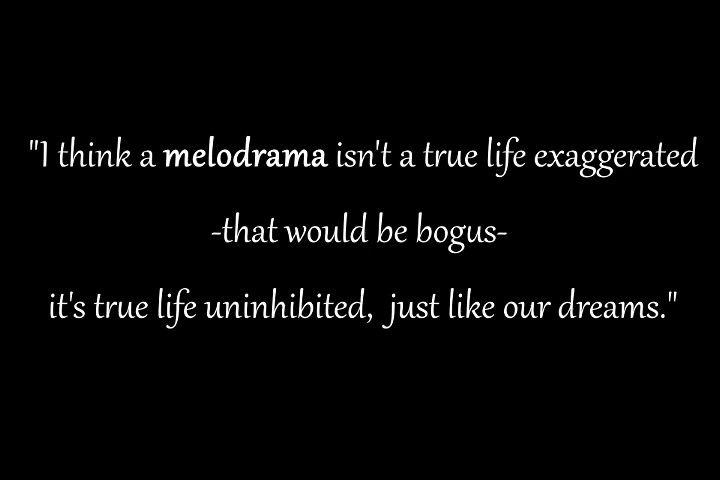 "I think a melodrama isn't a true life exaggerated
-that would be bogus-
it's true life uninhibited, just like our dreams."